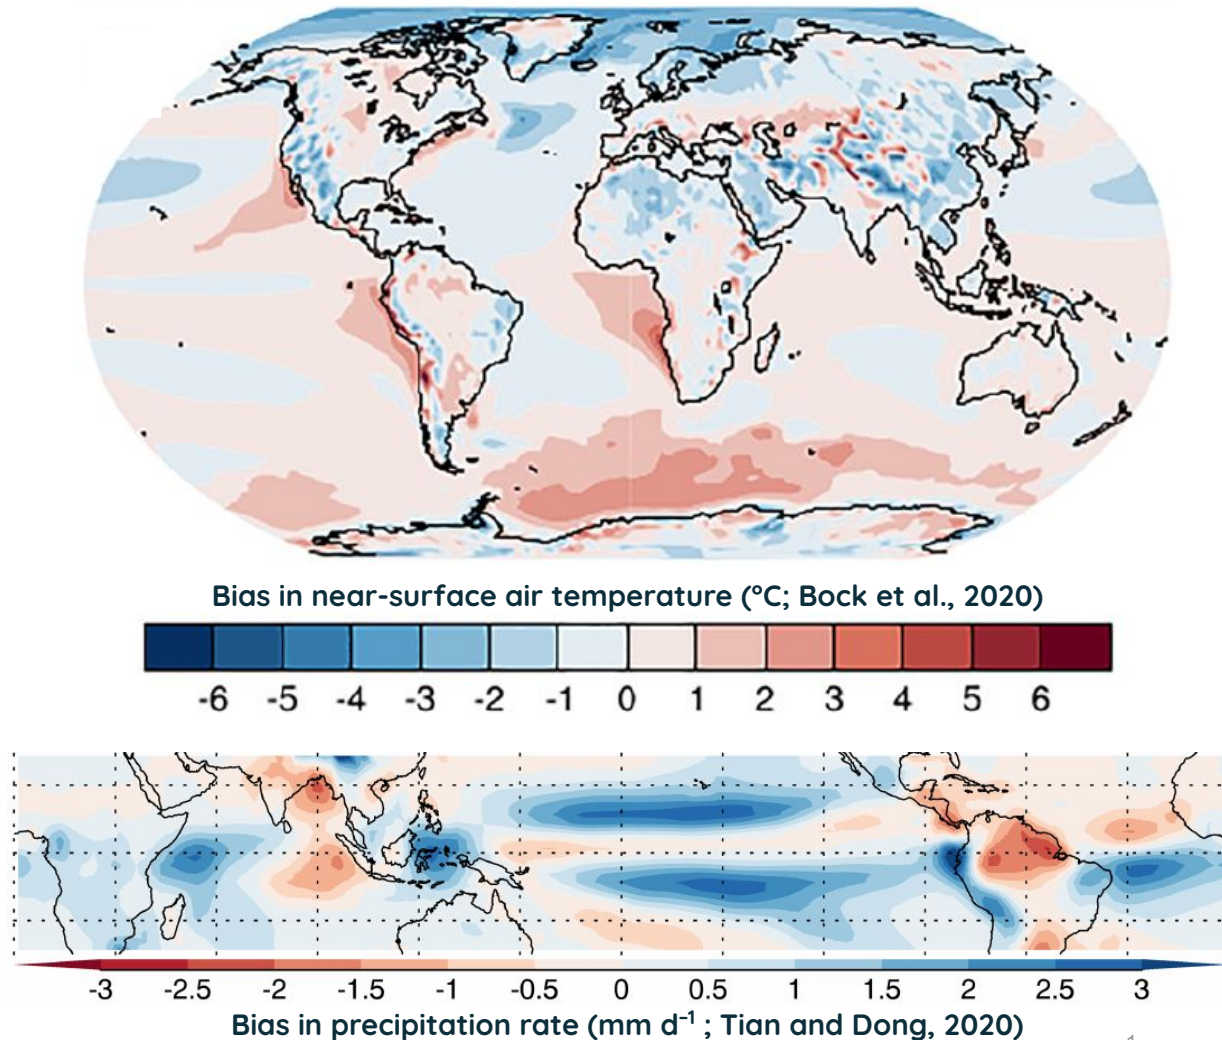 Bias in near-surface air temperature (°C; Bock et al., 2020)
-6 -5 -4 -3 -2 -1 0 1 2 3 4 5 6
-3 -2.5 -2 -1.5 -1 -0.5 0 0.5 1 1.5 2 2.5 3
Bias in precipitation rate (mm d⁻¹ ; Tian and Dong, 2020)